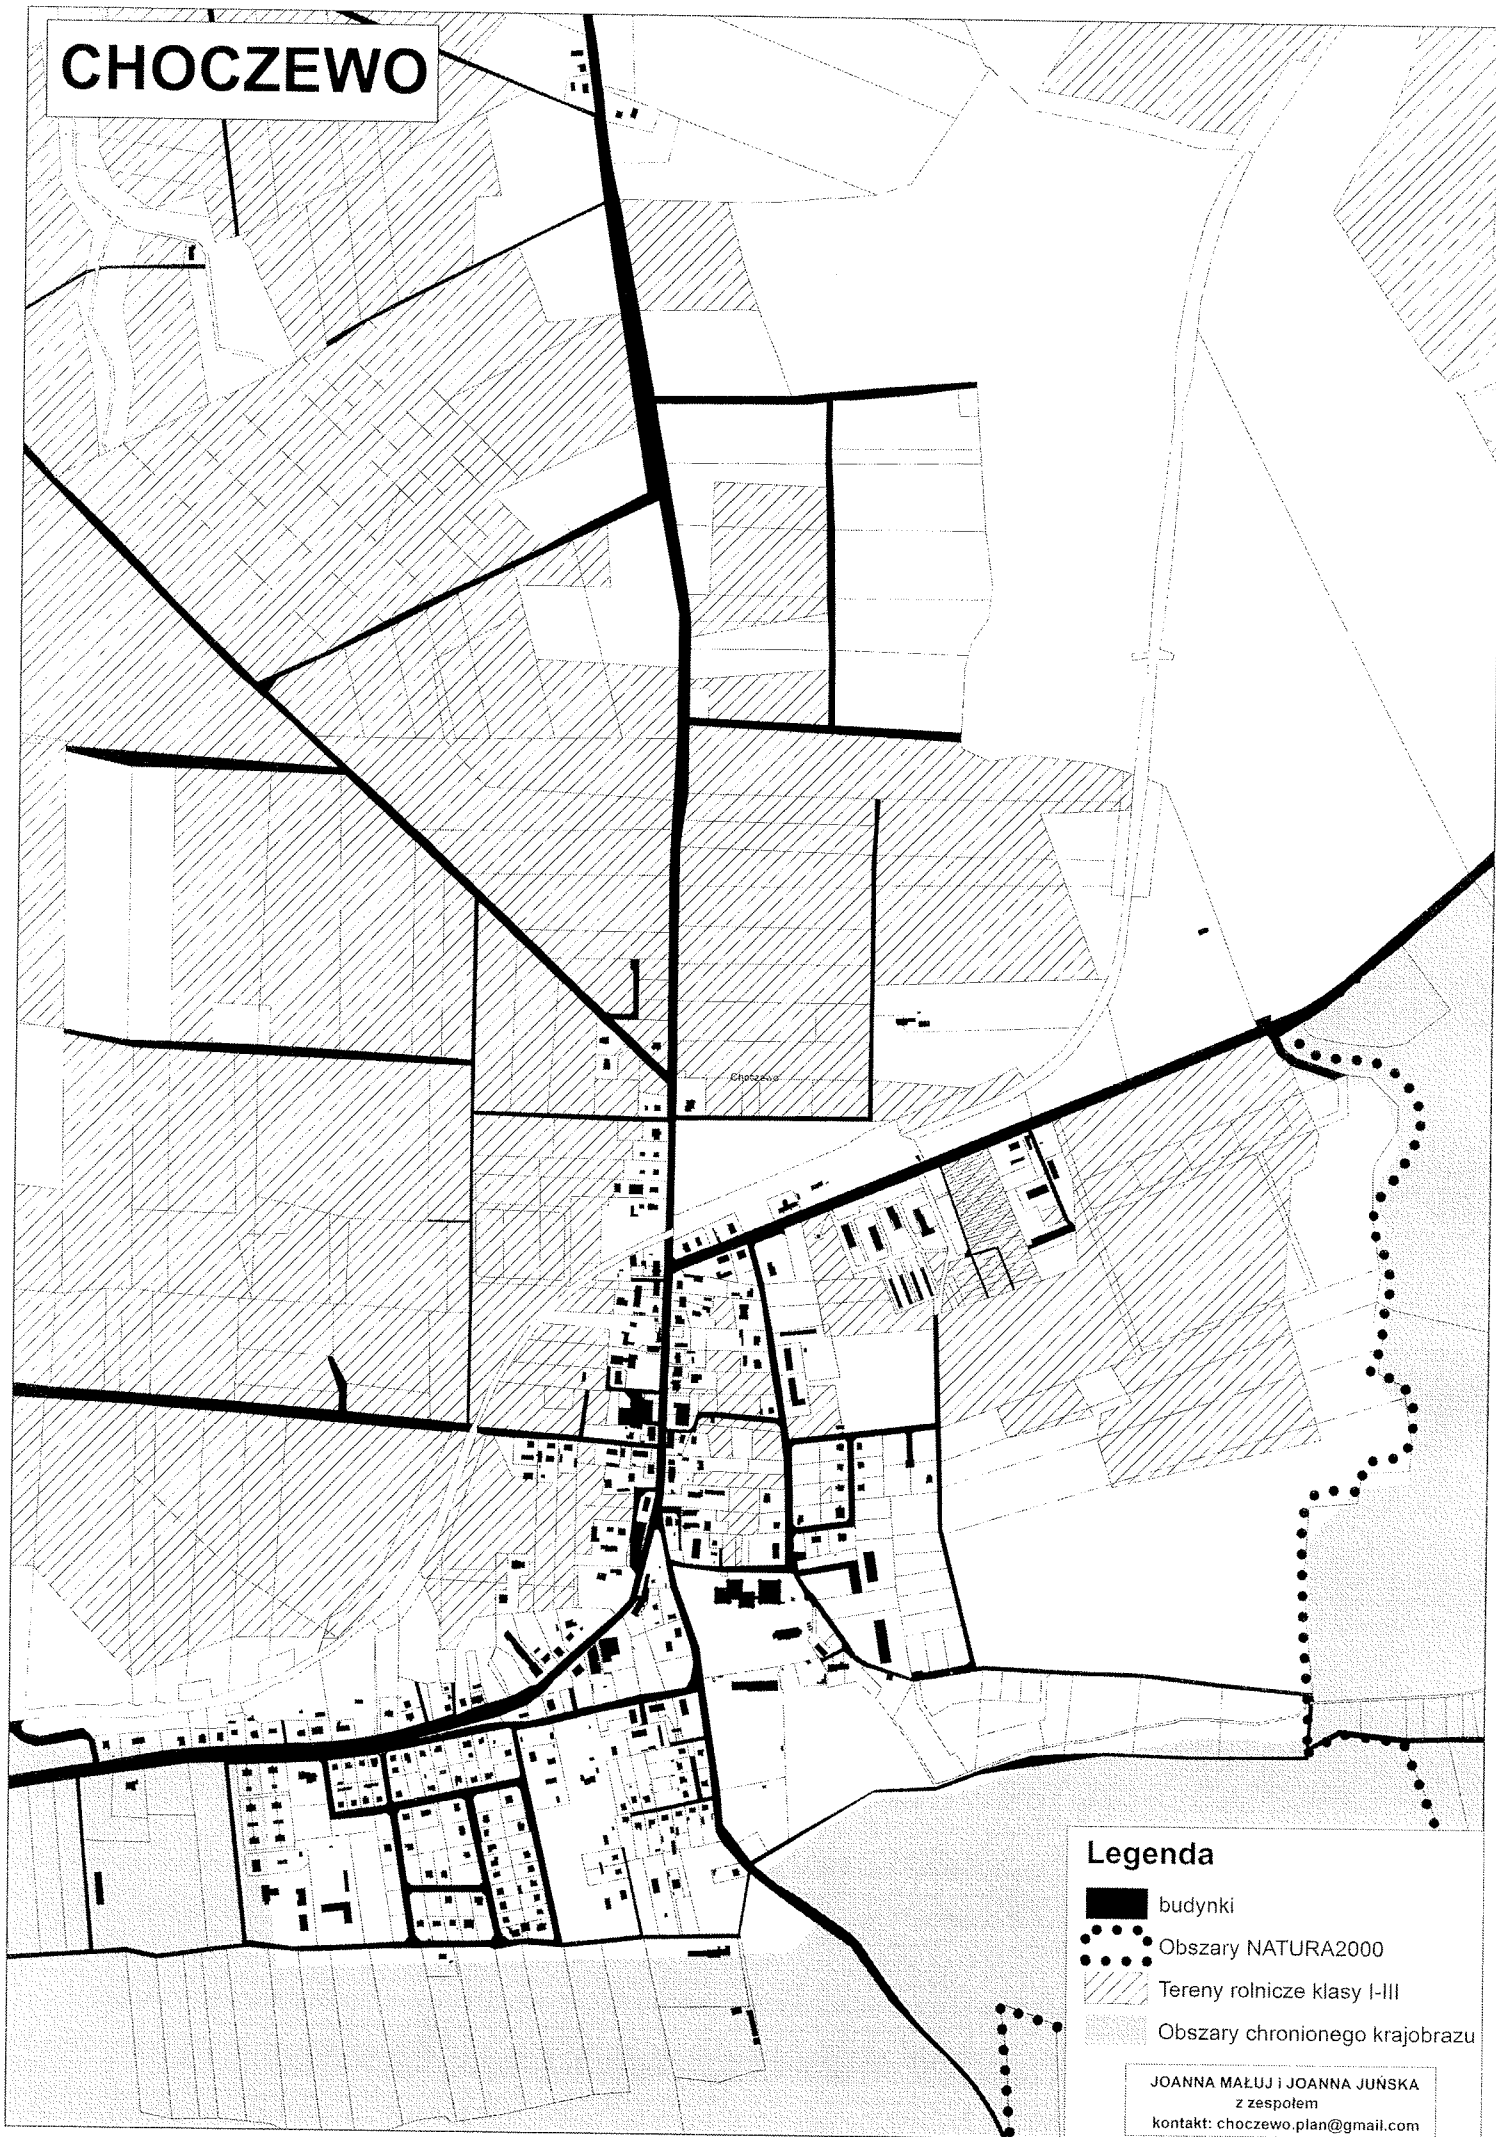 CHOCZEWO
Choczewo
Legenda
budynki
Obszary NATURA2000
Tereny rolnicze klasy I-III
Obszary chronionego krajobrazu
JOANNA MAŁUJ i JOANNA JUŃSKA
z zespołem
kontakt: choczewo.plan@gmail.com